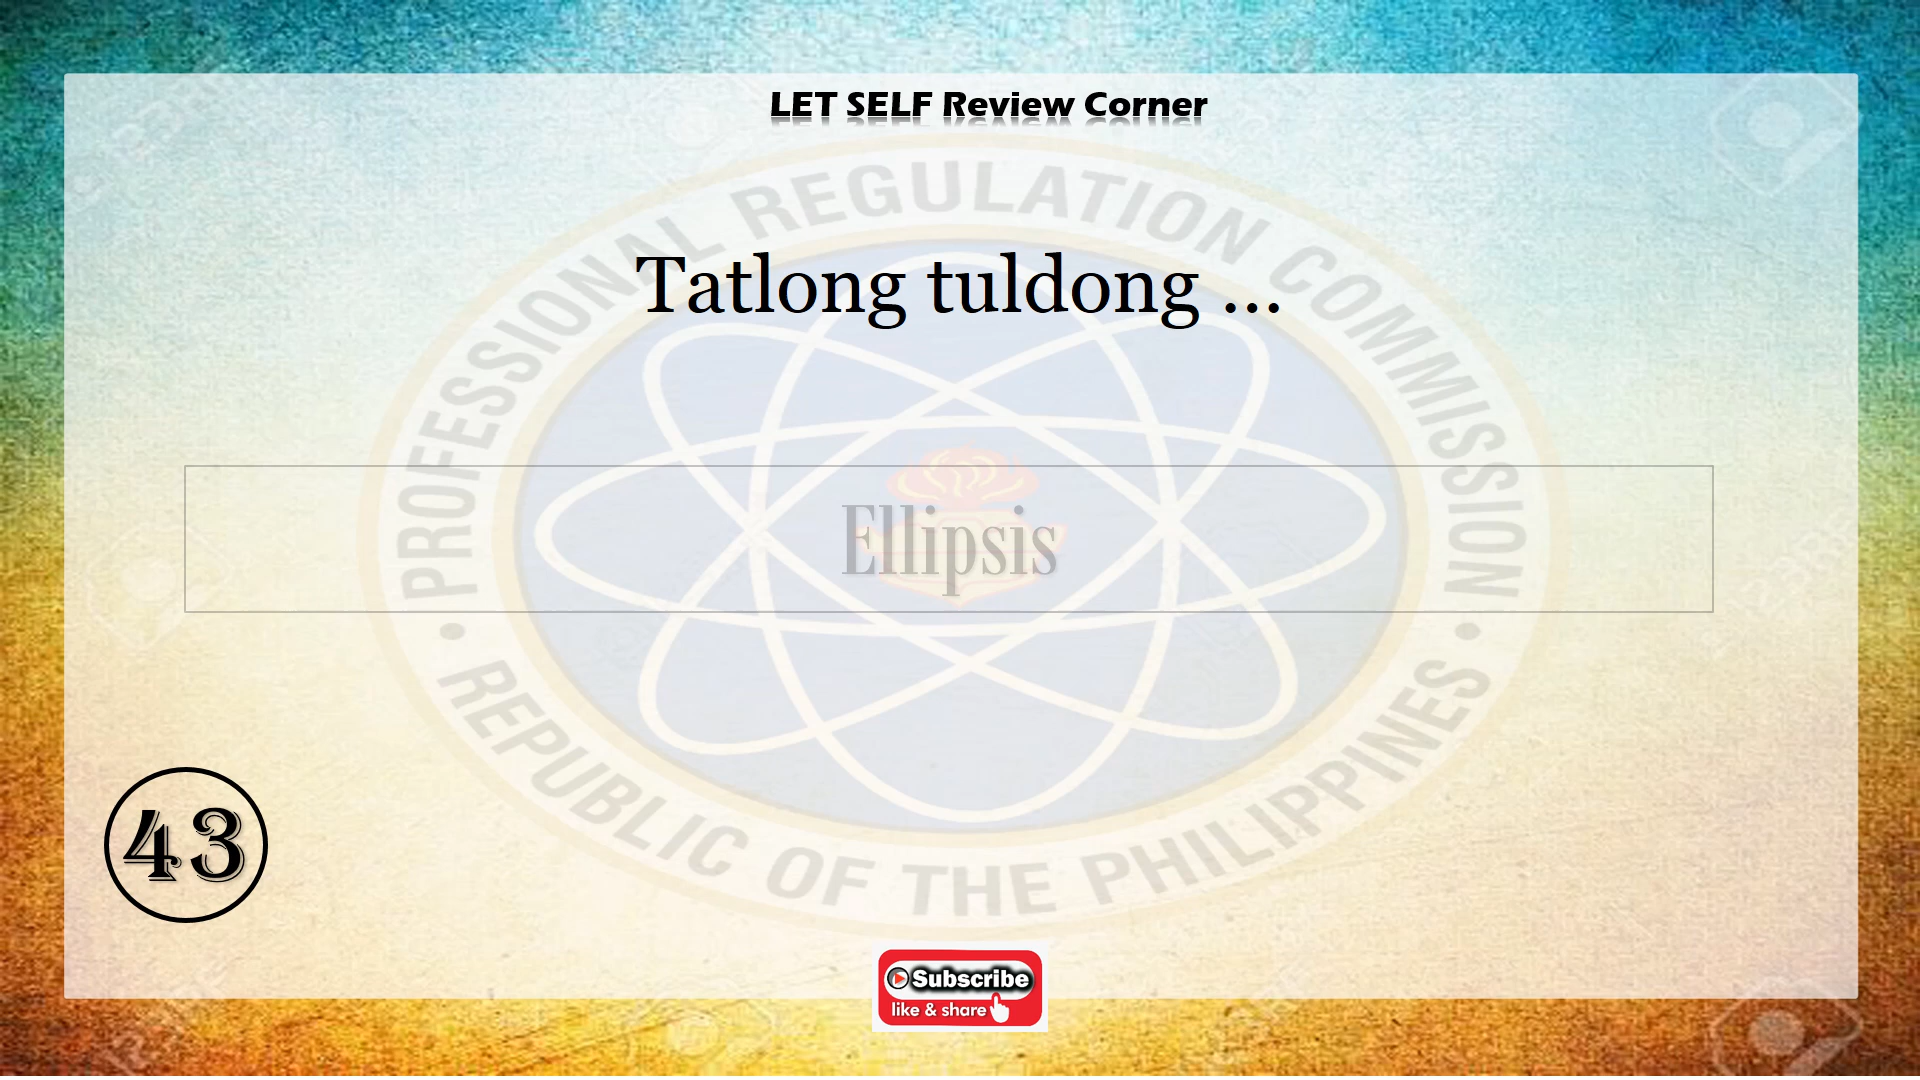 LET SELF Review Corner
PROFESSIONAL REGULATION COMMISSION
Tatlong tuldong ...
Ellipsis
43
• REPUBLIC OF THE PHILIPPINES •
Subscribe
like & share